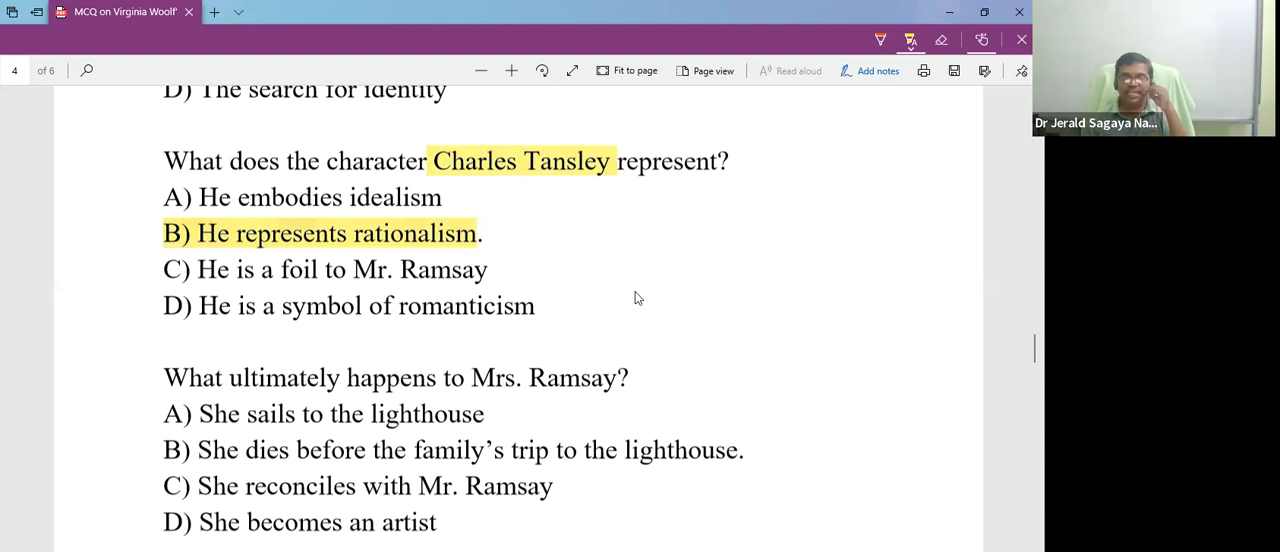 MCQ on Virginia Woolf'
4 of 6
Fit to page
Page view
Read aloud
Add notes
Dr Jerald Sagaya Na...
D) The search for identity
What does the character Charles Tansley represent?
A) He embodies idealism
B) He represents rationalism.
C) He is a foil to Mr. Ramsay
D) He is a symbol of romanticism
What ultimately happens to Mrs. Ramsay?
A) She sails to the lighthouse
B) She dies before the family’s trip to the lighthouse.
C) She reconciles with Mr. Ramsay
D) She becomes an artist